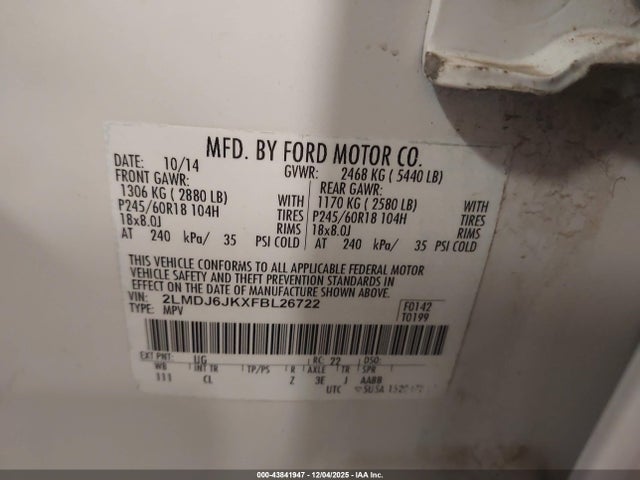 MFD. BY FORD MOTOR CO.
DATE: 10/14 GVWR: 2468 KG ( 5440 LB)
FRONT GAWR: REAR GAWR:
1306 KG ( 2880 LB) WITH 1170 KG ( 2580 LB) WITH
P245/60R18 104H TIRES P245/60R18 104H TIRES
18x8.0J RIMS 18x8.0J RIMS
AT 240 kPa/ 35 PSI COLD AT 240 kPa/ 35 PSI COLD
THIS VEHICLE CONFORMS TO ALL APPLICABLE FEDERAL MOTOR
VEHICLE SAFETY AND THEFT PREVENTION STANDARDS IN
EFFECT ON THE DATE OF MANUFACTURE SHOWN ABOVE.
VIN: 2LMDJ6JKXFBL26722 F0142
TYPE: MPV T0199
EXT PNT: UG RC: 22 DSO:
WB INT TR TP/PS R AXLE TR SPR
111 CL Z 3E J AABB
UTC
000-43841947 - 12/04/2025 - IAA Inc.